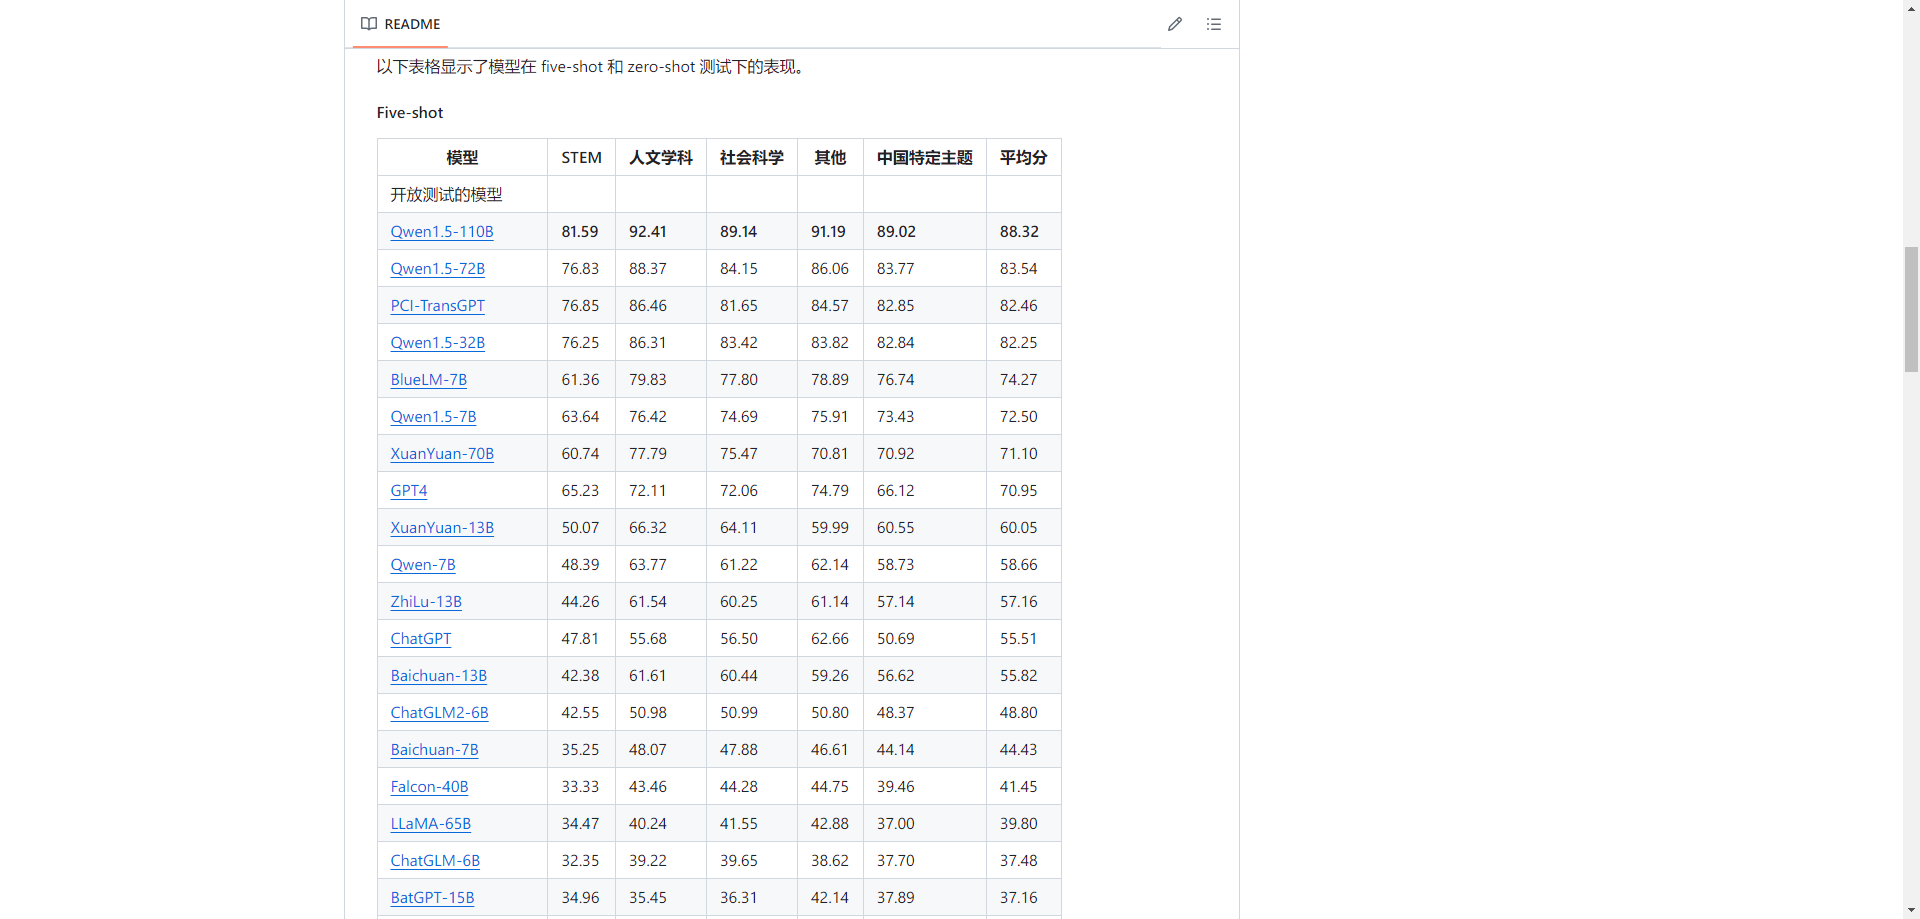 README
以下表格显示了模型在 five-shot 和 zero-shot 测试下的表现。
Five-shot
模型 STEM 人文学科 社会科学 其他 中国特定主题 平均分
开放测试的模型
Qwen1.5-110B 81.59 92.41 89.14 91.19 89.02 88.32
Qwen1.5-72B 76.83 88.37 84.15 86.06 83.77 83.54
PCI-TransGPT 76.85 86.46 81.65 84.57 82.85 82.46
Qwen1.5-32B 76.25 86.31 83.42 83.82 82.84 82.25
BlueLM-7B 61.36 79.83 77.80 78.89 76.74 74.27
Qwen1.5-7B 63.64 76.42 74.69 75.91 73.43 72.50
XuanYuan-70B 60.74 77.79 75.47 70.81 70.92 71.10
GPT4 65.23 72.11 72.06 74.79 66.12 70.95
XuanYuan-13B 50.07 66.32 64.11 59.99 60.55 60.05
Qwen-7B 48.39 63.77 61.22 62.14 58.73 58.66
ZhiLu-13B 44.26 61.54 60.25 61.14 57.14 57.16
ChatGPT 47.81 55.68 56.50 62.66 50.69 55.51
Baichuan-13B 42.38 61.61 60.44 59.26 56.62 55.82
ChatGLM2-6B 42.55 50.98 50.99 50.80 48.37 48.80
Baichuan-7B 35.25 48.07 47.88 46.61 44.14 44.43
Falcon-40B 33.33 43.46 44.28 44.75 39.46 41.45
LLaMA-65B 34.47 40.24 41.55 42.88 37.00 39.80
ChatGLM-6B 32.35 39.22 39.65 38.62 37.70 37.48
BatGPT-15B 34.96 35.45 36.31 42.14 37.89 37.16